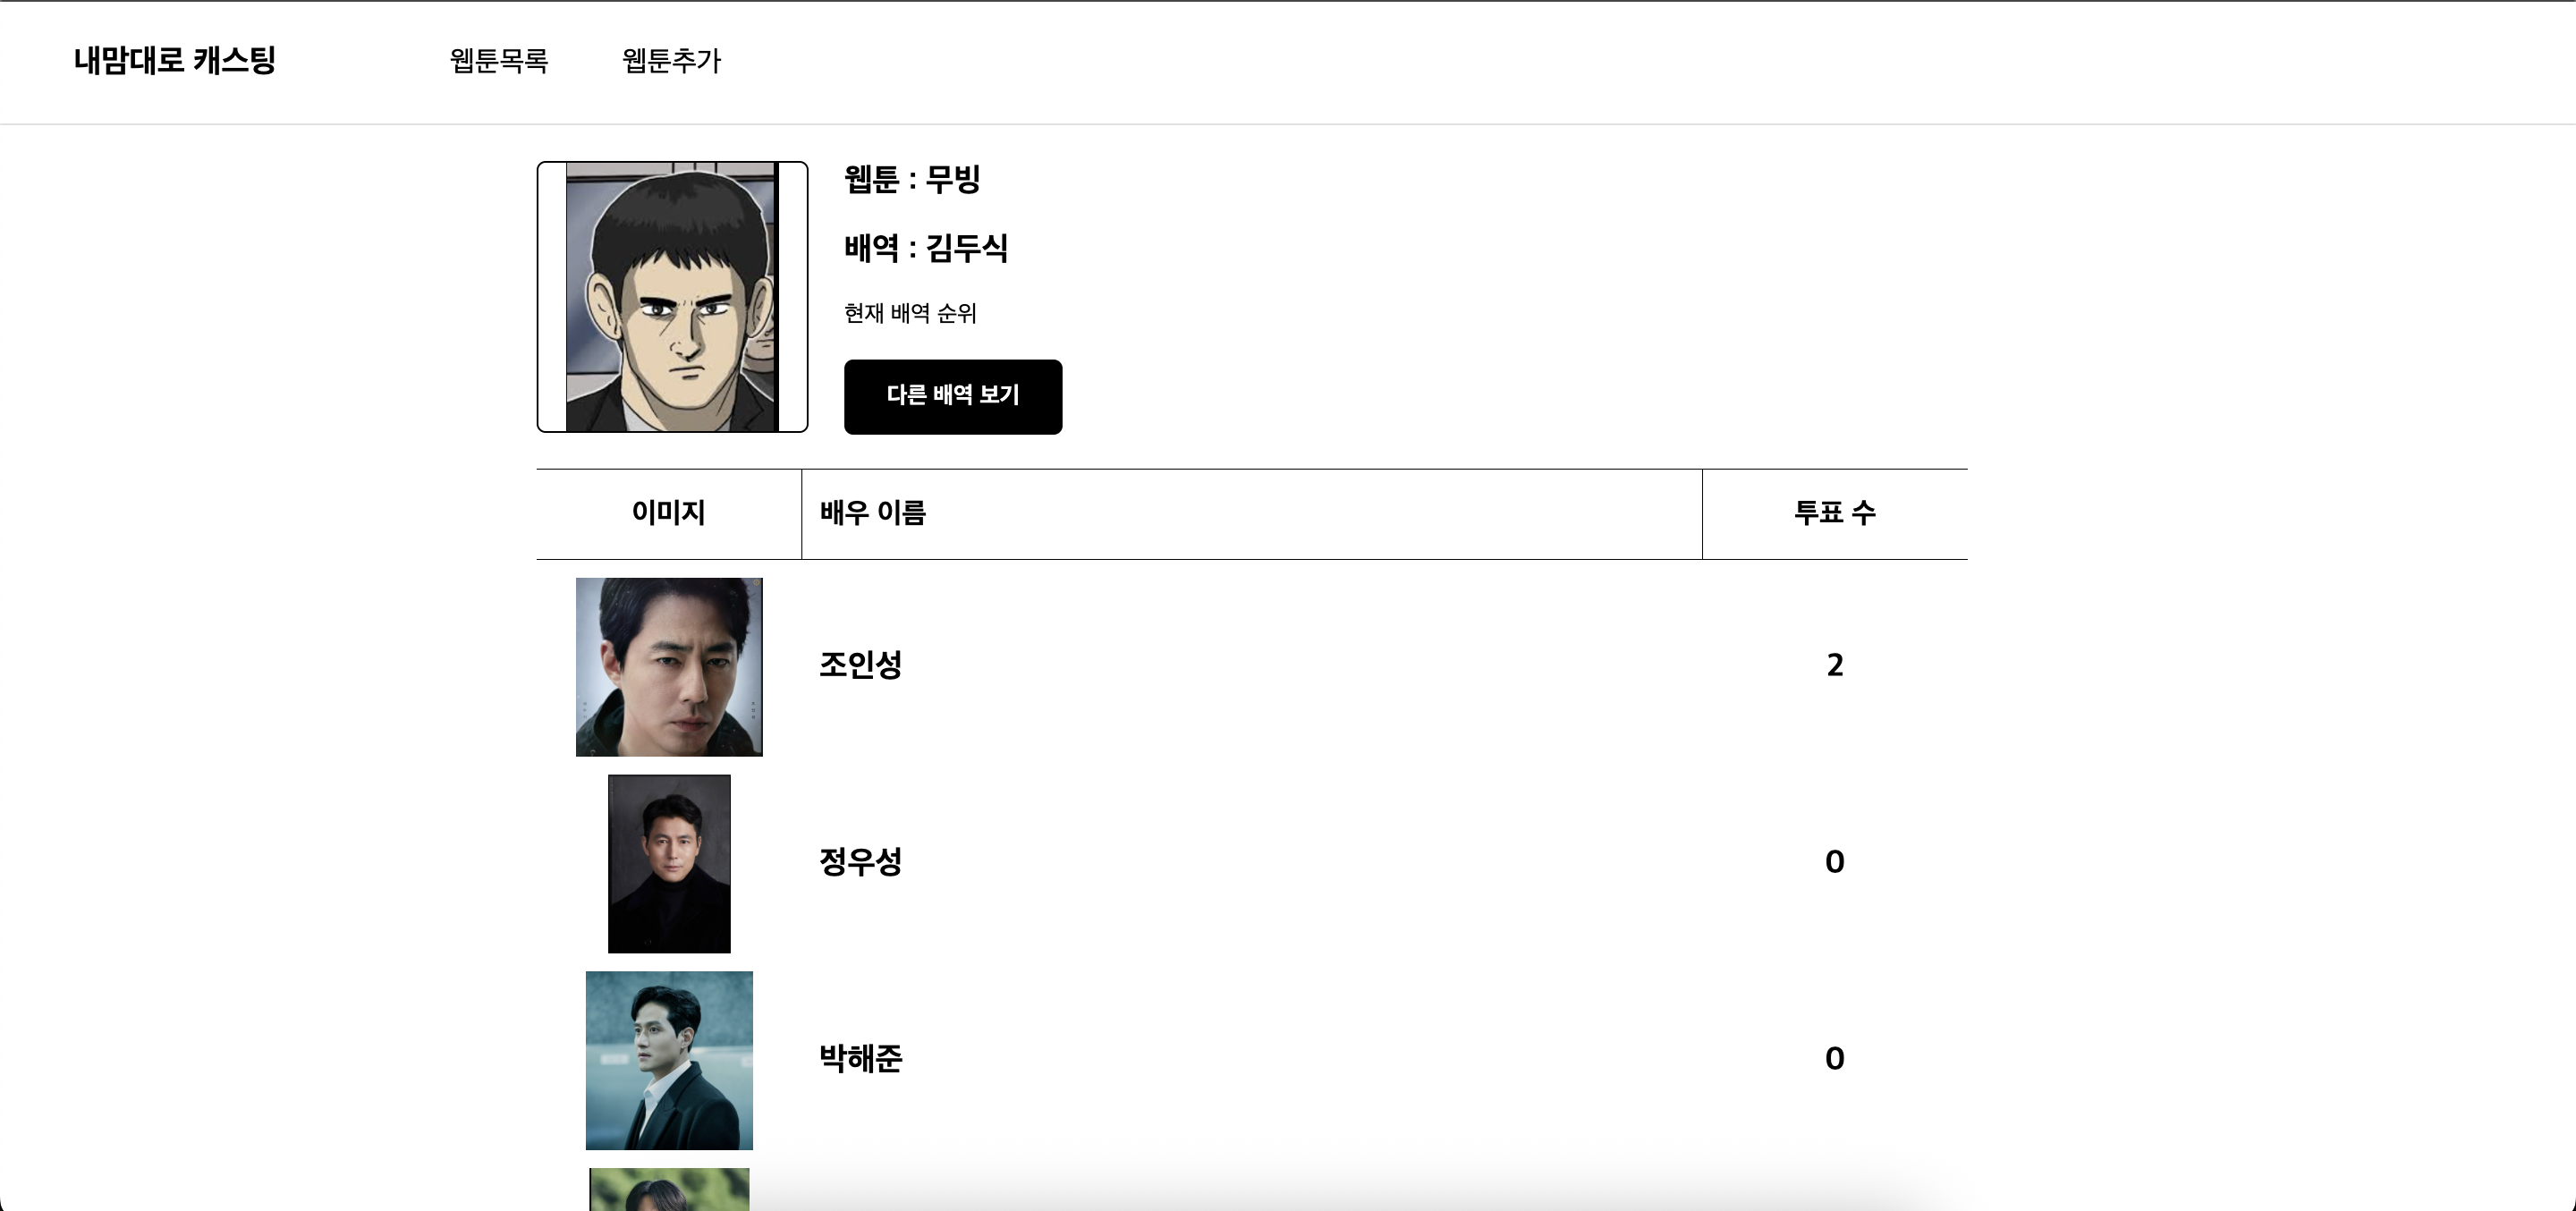 내맘대로 캐스팅 웹툰목록 웹툰추가
웹툰 : 무빙
배역 : 김두식
현재 배역 순위
다른 배역 보기
이미지 배우 이름 투표 수
조인성 2
정우성 0
박해준 0